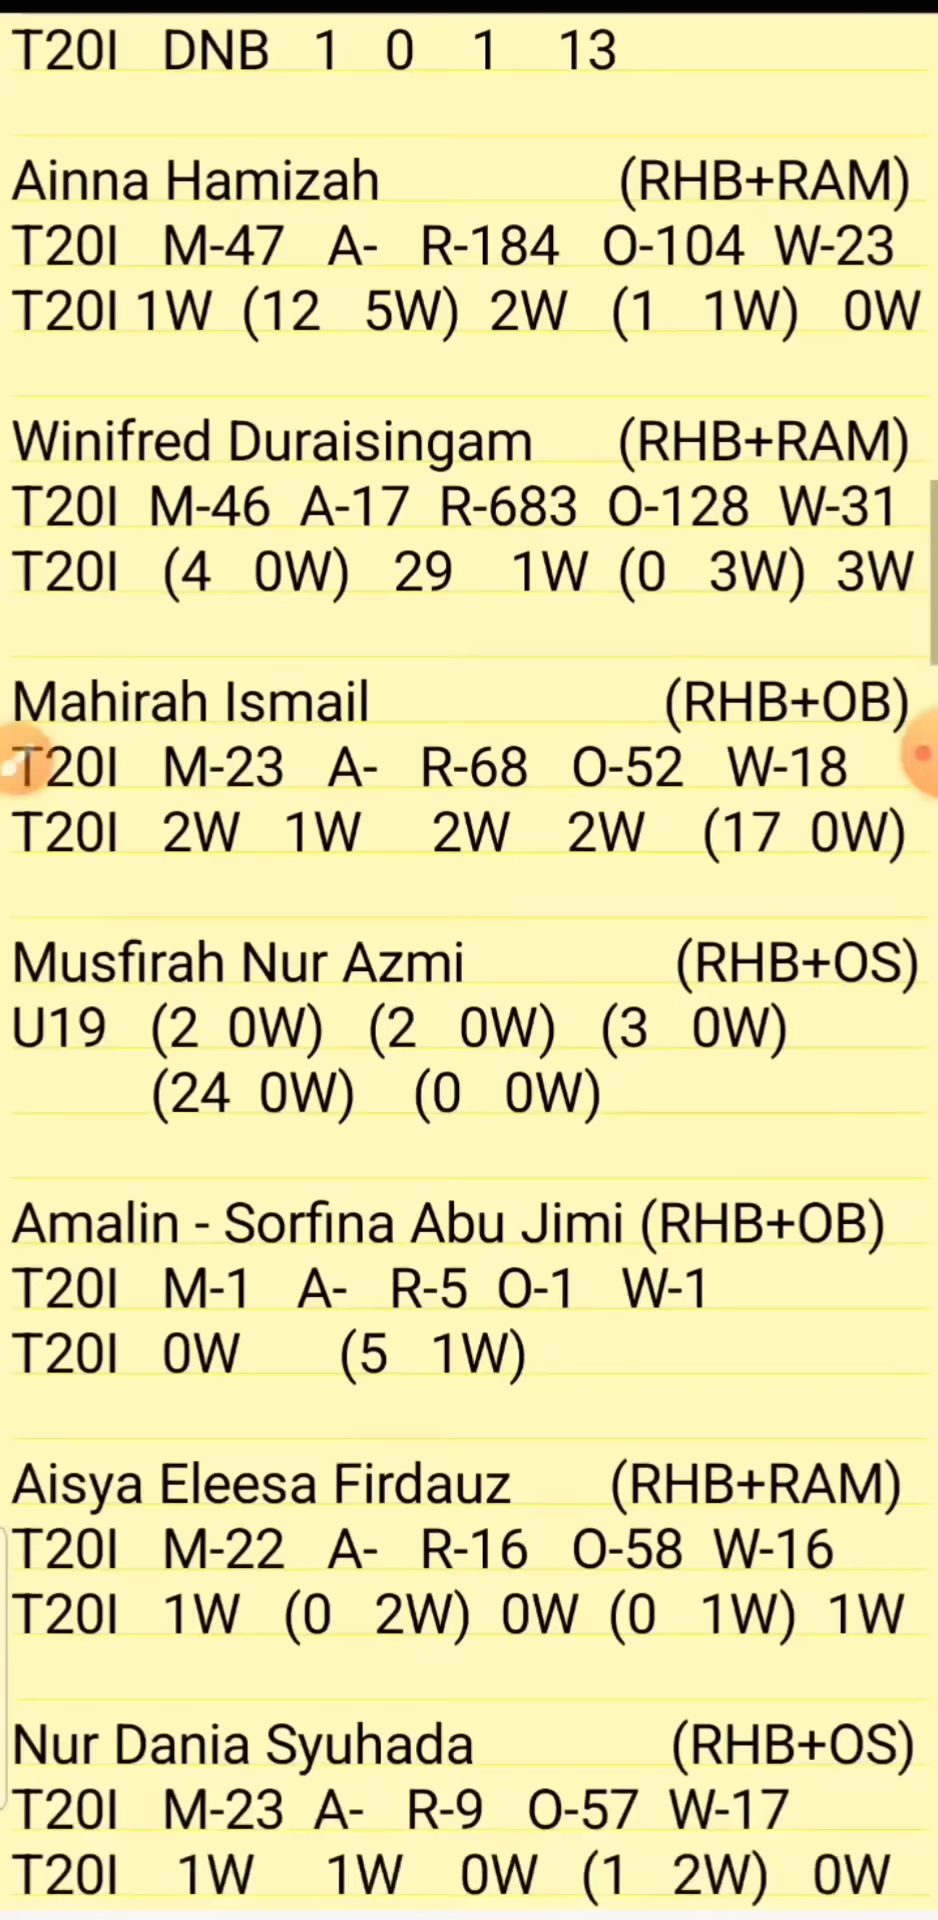 T20I DNB 1 0 1 13
Ainna Hamizah (RHB+RAM)
T20I M-47 A- R-184 O-104 W-23
T20I 1W (12 5W) 2W (1 1W) 0W
Winifred Duraisingam (RHB+RAM)
T20I M-46 A-17 R-683 O-128 W-31
T20I (4 0W) 29 1W (0 3W) 3W
Mahirah Ismail (RHB+OB)
T20I M-23 A- R-68 O-52 W-18
T20I 2W 1W 2W 2W (17 0W)
Musfirah Nur Azmi (RHB+OS)
U19 (2 0W) (2 0W) (3 0W)
(24 0W) (0 0W)
Amalin - Sorfina Abu Jimi (RHB+OB)
T20I M-1 A- R-5 O-1 W-1
T20I 0W (5 1W)
Aisya Eleesa Firdauz (RHB+RAM)
T20I M-22 A- R-16 O-58 W-16
T20I 1W (0 2W) 0W (0 1W) 1W
Nur Dania Syuhada (RHB+OS)
T20I M-23 A- R-9 O-57 W-17
T20I 1W 1W 0W (1 2W) 0W